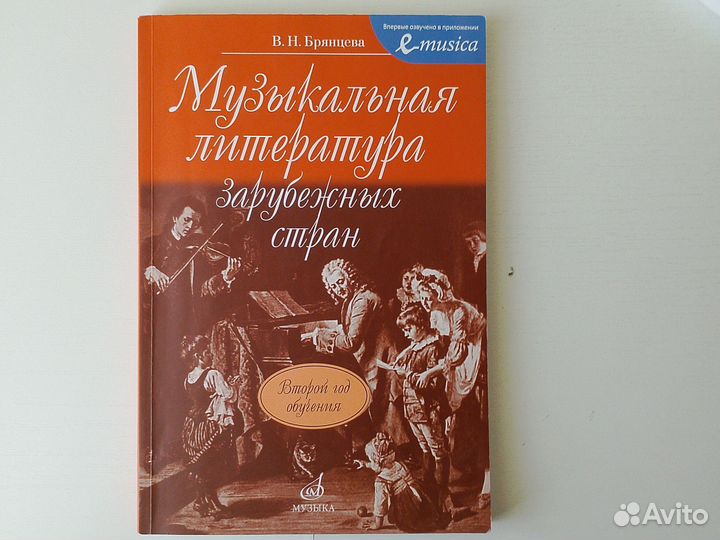 Впервые озвучено в приложении
e-musica
В. Н. Брянцева
Музыкальная
литература
зарубежных
стран
Второй год
обучения
М
МУЗЫКА
Avito